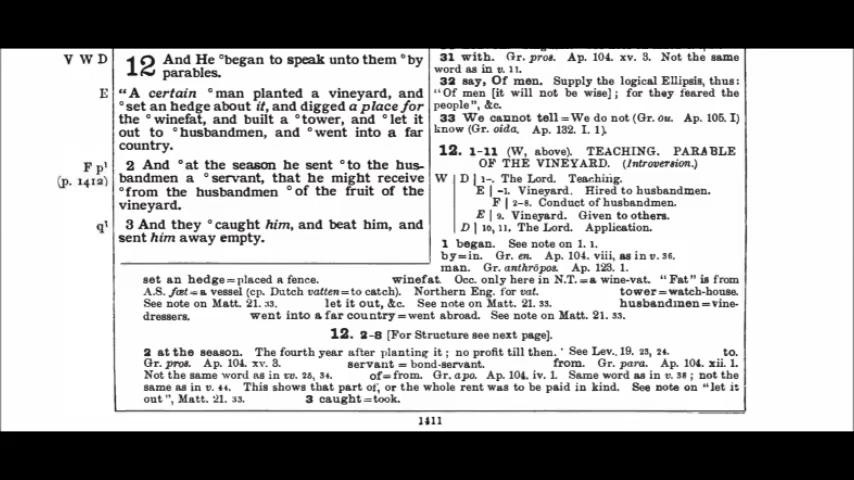 V W D
12 And He °began to speak unto them °by
parables.
E
"A certain °man planted a vineyard, and
°set an hedge about it, and digged a place for
the °winefat, and built a °tower, and °let it
out to °husbandmen, and °went into a far
country.
F p¹
(p. 1412)
2 And °at the season he sent °to the hus-
bandmen a °servant, that he might receive
°from the husbandmen °of the fruit of the
vineyard.
q¹
3 And they °caught him, and beat him, and
sent him away empty.
31 with. Gr. pros. Ap. 104. xv. 3. Not the same
word as in v. 11.
32 say, Of men. Supply the logical Ellipsis, thus:
"Of men [it will not be wise]; for they feared the
people", &c.
33 We cannot tell=We do not (Gr. ou. Ap. 105. I)
know (Gr. oida, Ap. 132. I. 1).
12. 1-11 (W, above). TEACHING. PARABLE
OF THE VINEYARD. (Introversion.)
W | D | 1-. The Lord. Teaching.
E | -1. Vineyard. Hired to husbandmen.
F | 2-8. Conduct of husbandmen.
E | 9. Vineyard. Given to others.
D | 10, 11. The Lord. Application.
1 began. See note on 1. 1.
by=in. Gr. en. Ap. 104. viii, as in v. 36.
man. Gr. anthrōpos. Ap. 123. 1.
set an hedge=placed a fence. winefat. Occ. only here in N.T.=a wine-vat. "Fat" is from
A.S. fæt=a vessel (cp. Dutch vatten=to catch). Northern Eng. for vat. tower=watch-house.
See note on Matt. 21. 33. let it out, &c. See note on Matt. 21. 33. husbandmen=vine-
dressers. went into a far country=went abroad. See note on Matt. 21. 33.
12. 2-8 [For Structure see next page].
2 at the season. The fourth year after planting it; no profit till then. See Lev. 19. 23, 24. to.
Gr. pros. Ap. 104. xv. 3. servant=bond-servant. from. Gr. para. Ap. 104. xii. 1.
Not the same word as in vv. 25, 34. of=from. Gr. apo. Ap. 104. iv. 1. Same word as in v. 38; not the
same as in v. 44. This shows that part of, or the whole rent was to be paid in kind. See note on "let it
out", Matt. 21. 33. 3 caught=took.
1411